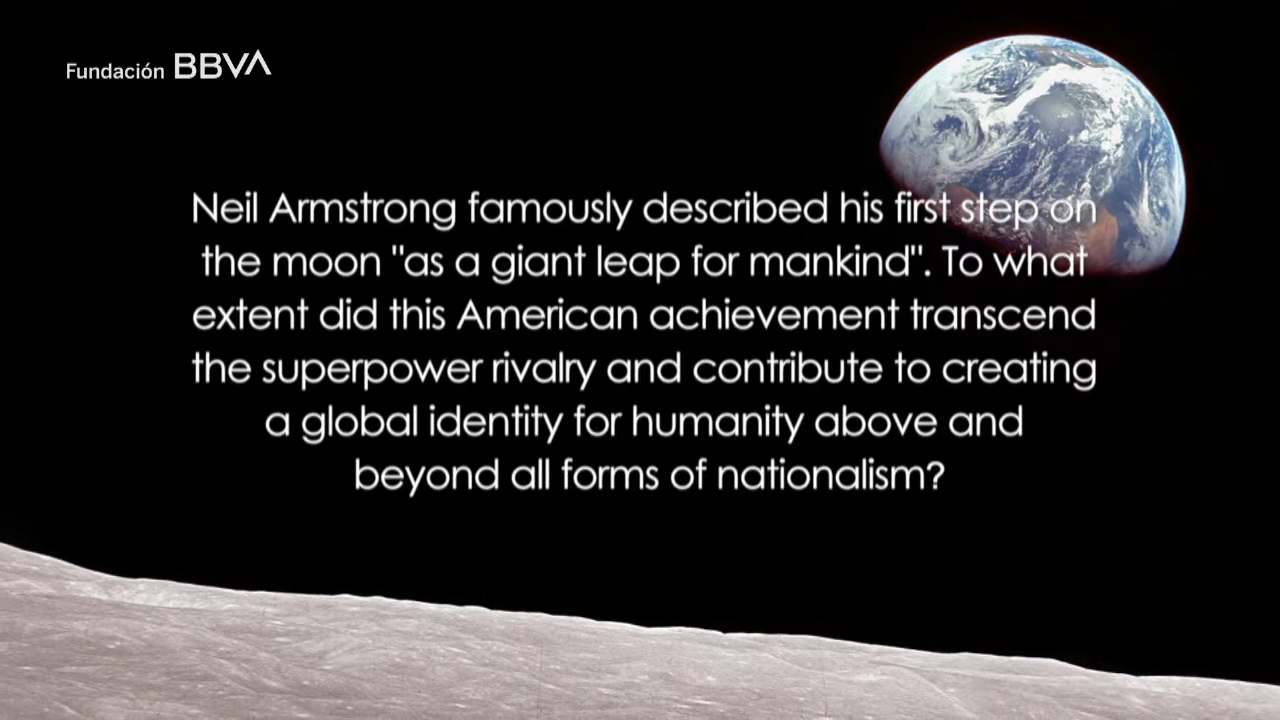 Fundación BBVA
Neil Armstrong famously described his first step on
the moon "as a giant leap for mankind". To what
extent did this American achievement transcend
the superpower rivalry and contribute to creating
a global identity for humanity above and
beyond all forms of nationalism?